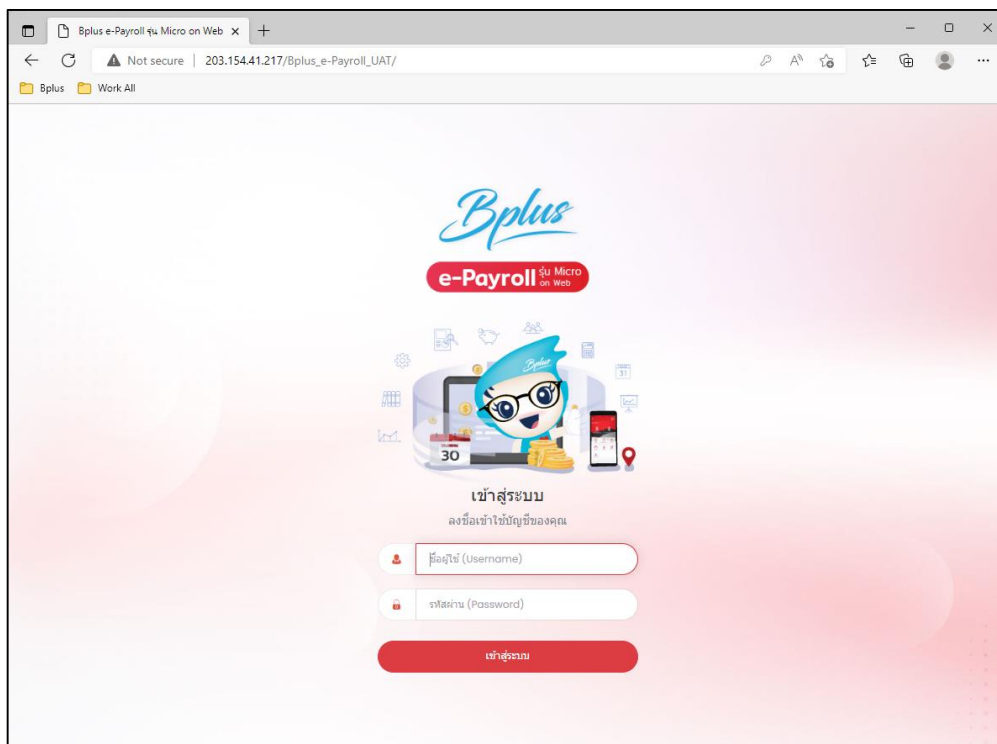 Bplus e-Payroll รุ่น Micro on Web
Not secure | 203.154.41.217/Bplus_e-Payroll_UAT/
Bplus Work All
Bplus
e-Payroll รุ่น Micro on Web
Bplus
31
30
เข้าสู่ระบบ
ลงชื่อเข้าใช้บัญชีของคุณ
ชื่อผู้ใช้ (Username)
รหัสผ่าน (Password)
เข้าสู่ระบบ